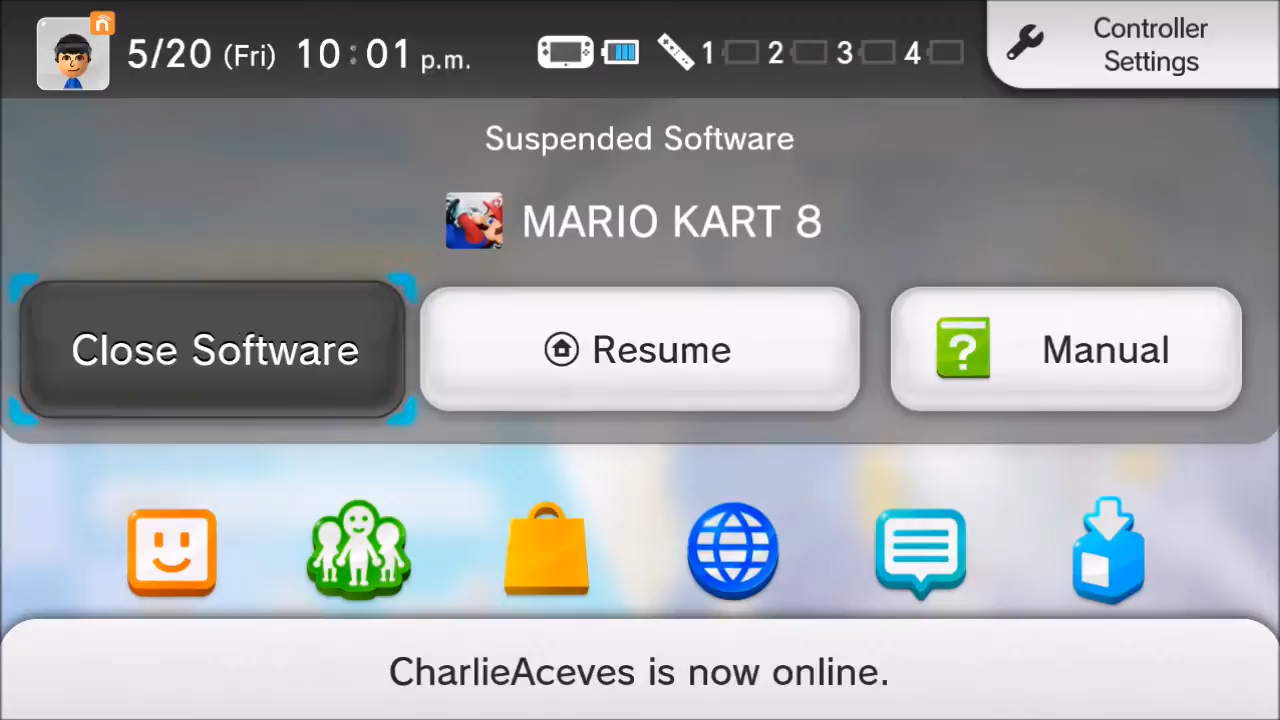 5/20 (Fri) 10:01 p.m. 1 2 3 4
Controller
Settings
Suspended Software
MARIO KART 8
Close Software
Resume
? Manual
CharlieAceves is now online.